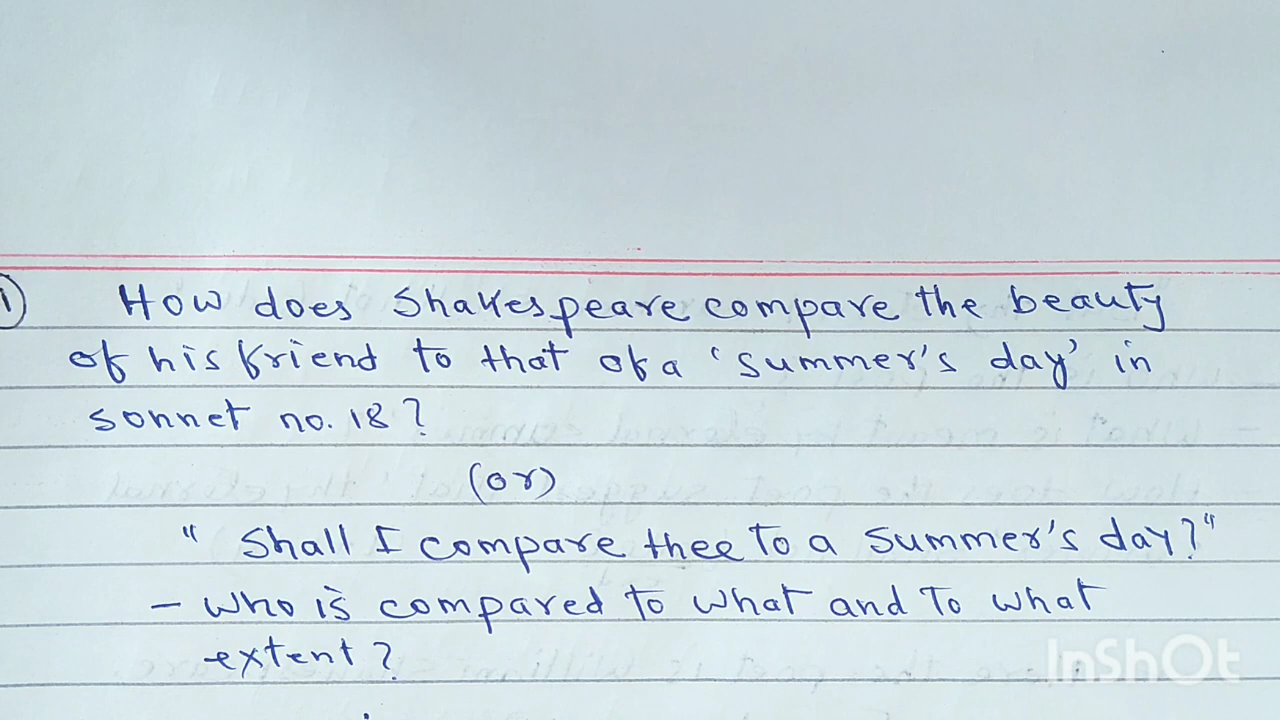 1
How does Shakespeare compare the beauty
of his friend to that of a 'summer's day' in
sonnet no. 18?
(or)
" Shall I compare thee to a summer's day?"
- who is compared to what and to what
extent?
InShOt